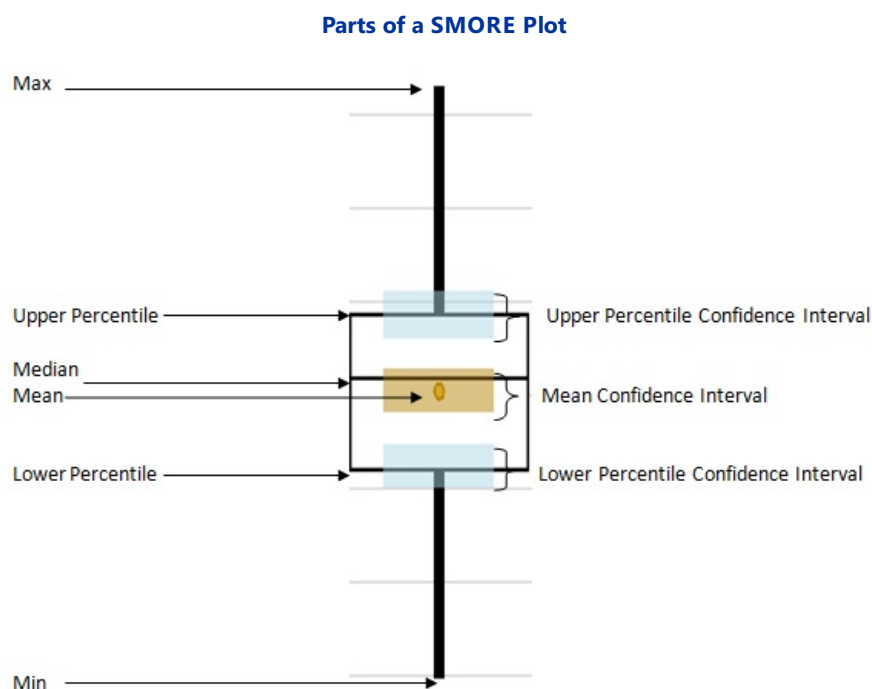 Parts of a SMORE Plot
Max
Upper Percentile
Upper Percentile Confidence Interval
Median
Mean
Mean Confidence Interval
Lower Percentile
Lower Percentile Confidence Interval
Min